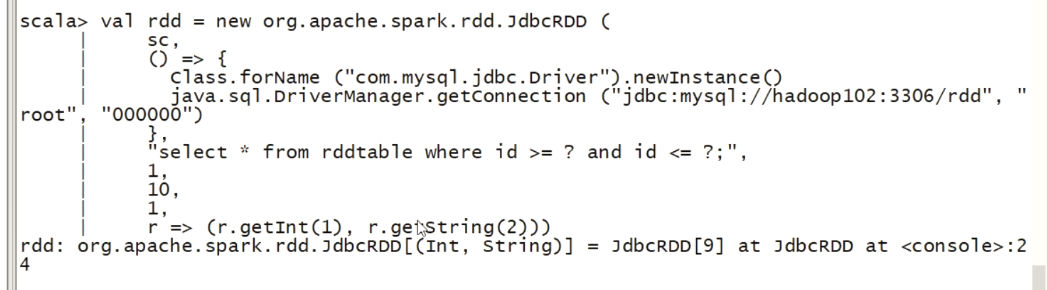 scala> val rdd = new org.apache.spark.rdd.JdbcRDD (
     |      sc,
     |      () => {
     |        Class.forName ("com.mysql.jdbc.Driver").newInstance()
     |        java.sql.DriverManager.getConnection ("jdbc:mysql://hadoop102:3306/rdd", "
root", "000000")
     |      },
     |      "select * from rddtable where id >= ? and id <= ?;",
     |      1,
     |      10,
     |      1,
     |      r => (r.getInt(1), r.getString(2)))
rdd: org.apache.spark.rdd.JdbcRDD[(Int, String)] = JdbcRDD[9] at JdbcRDD at <console>:2
4